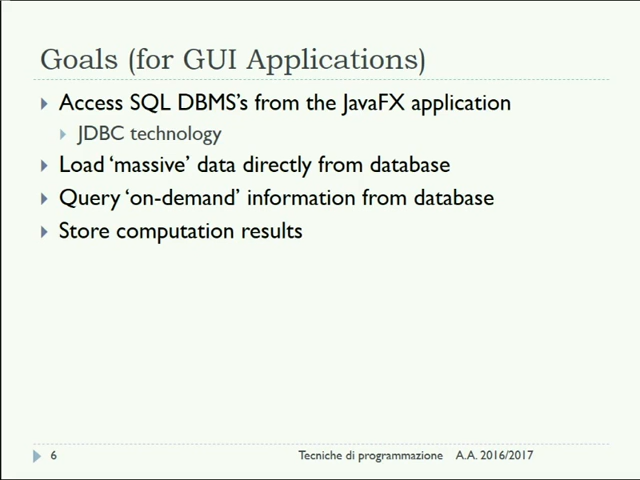 Goals (for GUI Applications)
Access SQL DBMS’s from the JavaFX application
JDBC technology
Load ‘massive’ data directly from database
Query ‘on-demand’ information from database
Store computation results
6
Tecniche di programmazione A.A. 2016/2017